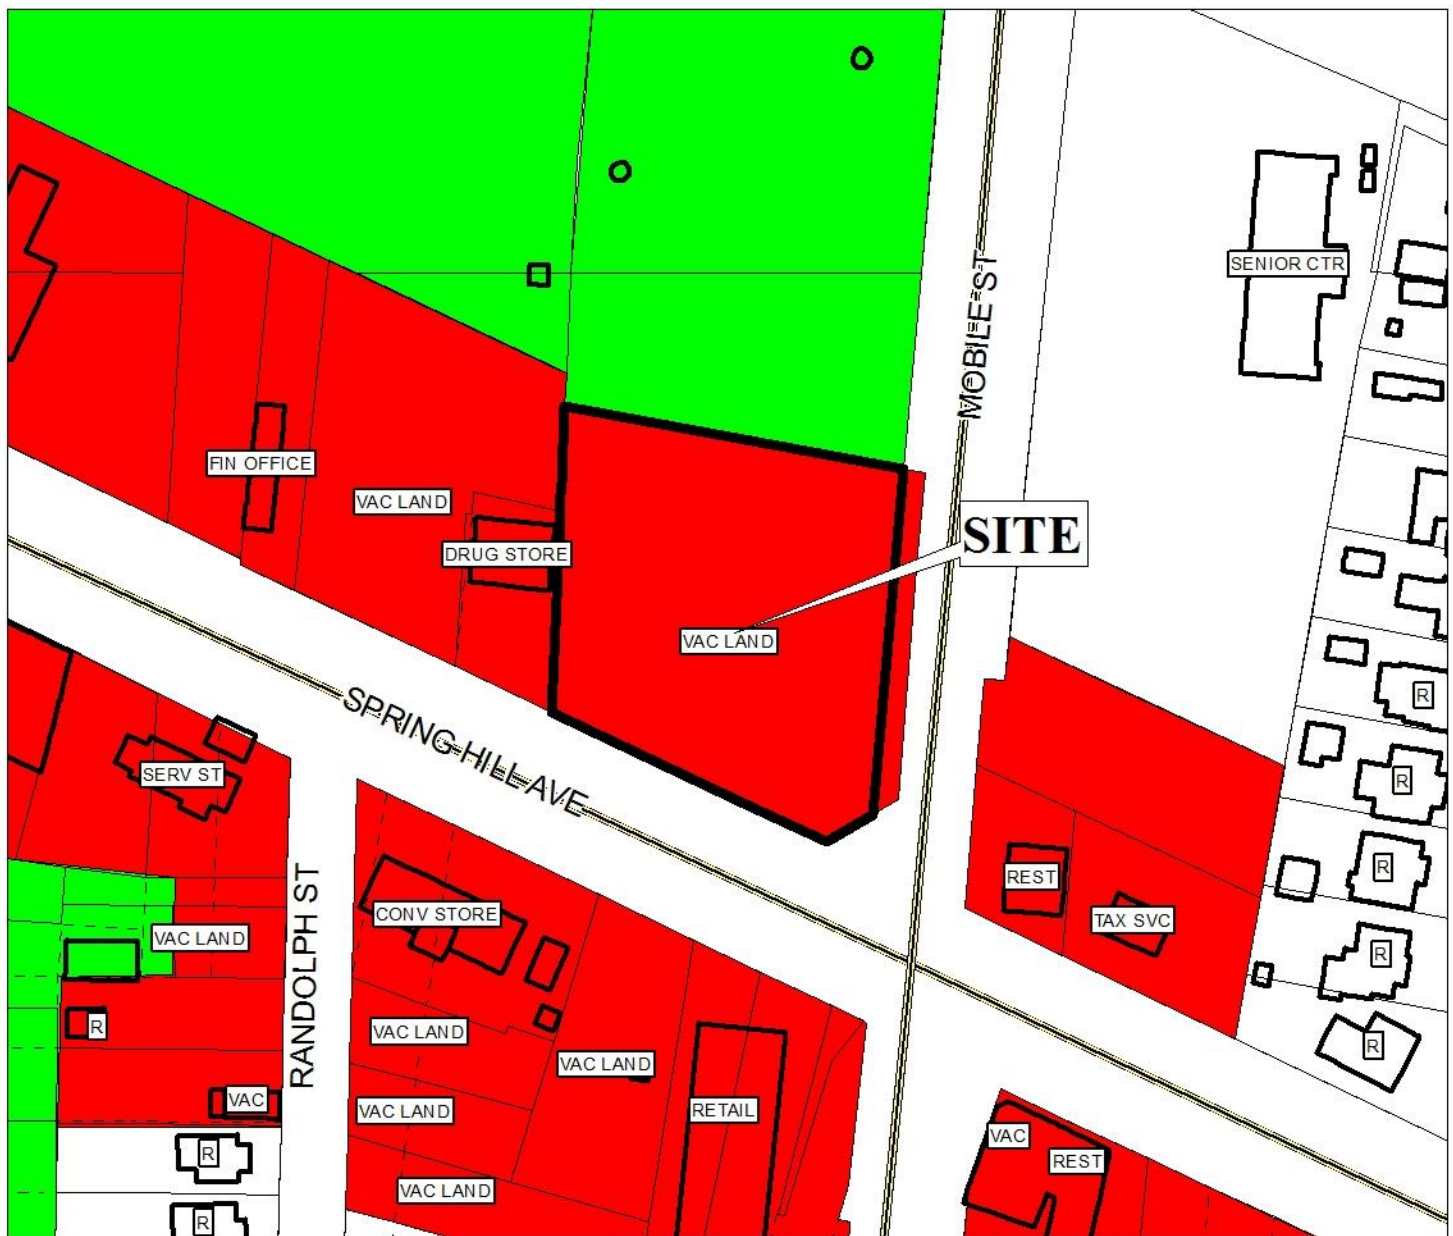 SENIOR CTR
MOBILE ST
FIN OFFICE
VAC LAND
DRUG STORE
SITE
VAC LAND
R
SPRING HILL AVE
SERV ST
R
R
REST
CONV STORE
TAX SVC
VAC LAND
RANDOLPH ST
R
R
VAC LAND
R
VAC LAND
VAC
VAC LAND
RETAIL
VAC
R
REST
VAC LAND
R